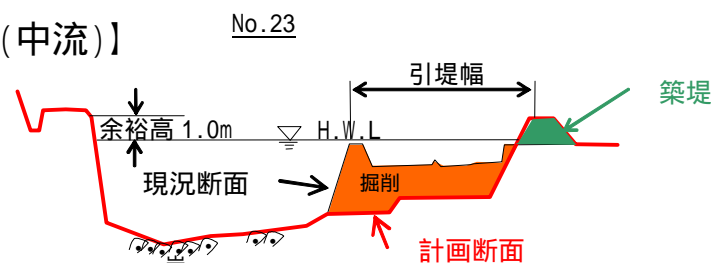 No.23
(中流)】
引堤幅
築堤
余裕高 1.0m
H.W.L
現況断面
掘削
計画断面